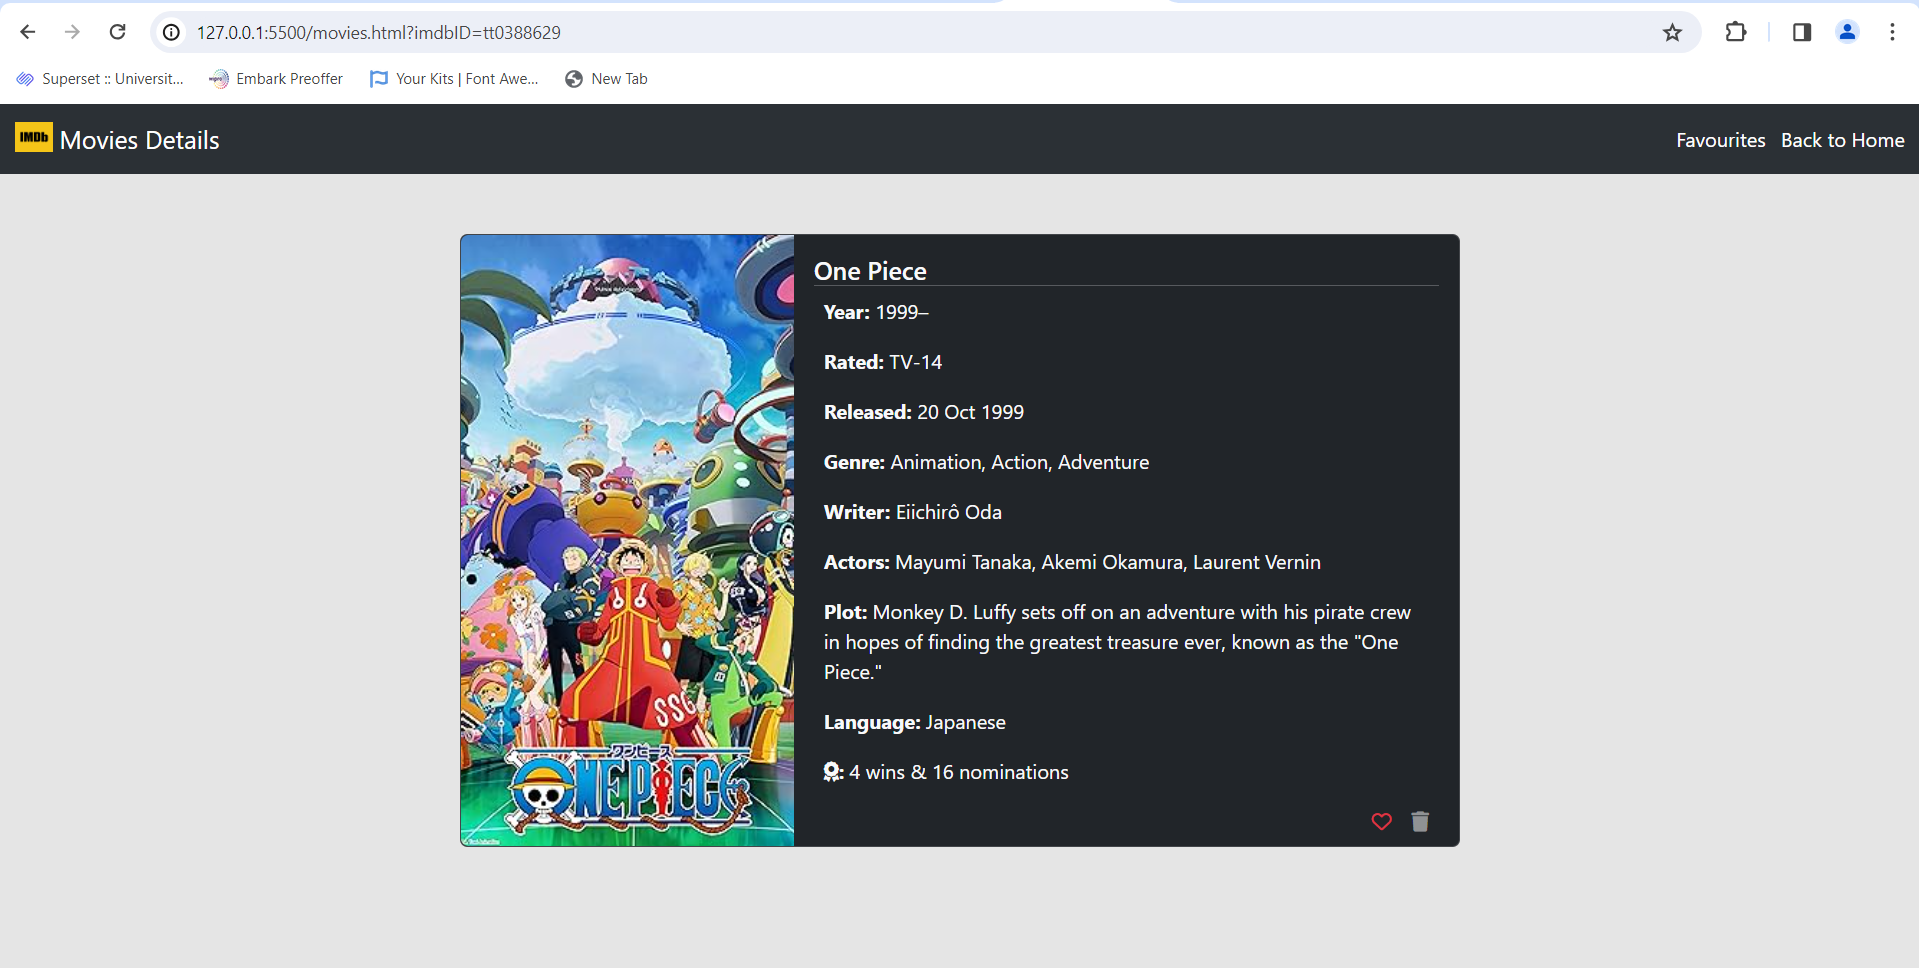 127.0.0.1:5500/movies.html?imdbID=tt0388629
Superset :: Universit... Embark Preoffer Your Kits | Font Awe... New Tab
IMDb Movies Details Favourites Back to Home
One Piece
Year: 1999–
Rated: TV-14
Released: 20 Oct 1999
Genre: Animation, Action, Adventure
Writer: Eiichirô Oda
Actors: Mayumi Tanaka, Akemi Okamura, Laurent Vernin
Plot: Monkey D. Luffy sets off on an adventure with his pirate crew
in hopes of finding the greatest treasure ever, known as the "One
Piece."
Language: Japanese
: 4 wins & 16 nominations
SSG
ワンピース
ONE PIECE